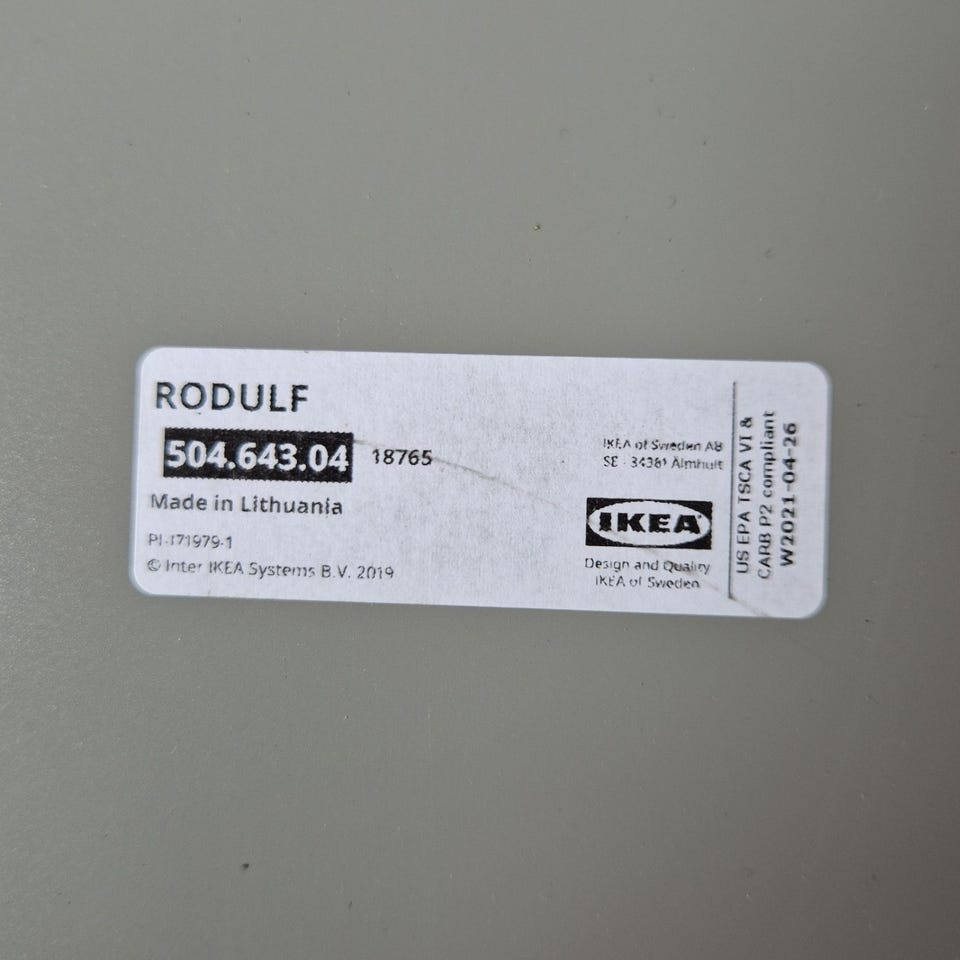 RODULF
504.643.04 18765
Made in Lithuania
PI-171979-1
© Inter IKEA Systems B.V. 2019
IKEA of Sweden AB
SE - 34381 Älmhult
IKEA
Design and Quality
IKEA of Sweden
US EPA TSCA VI &
CARB P2 compliant
W2021-04-26